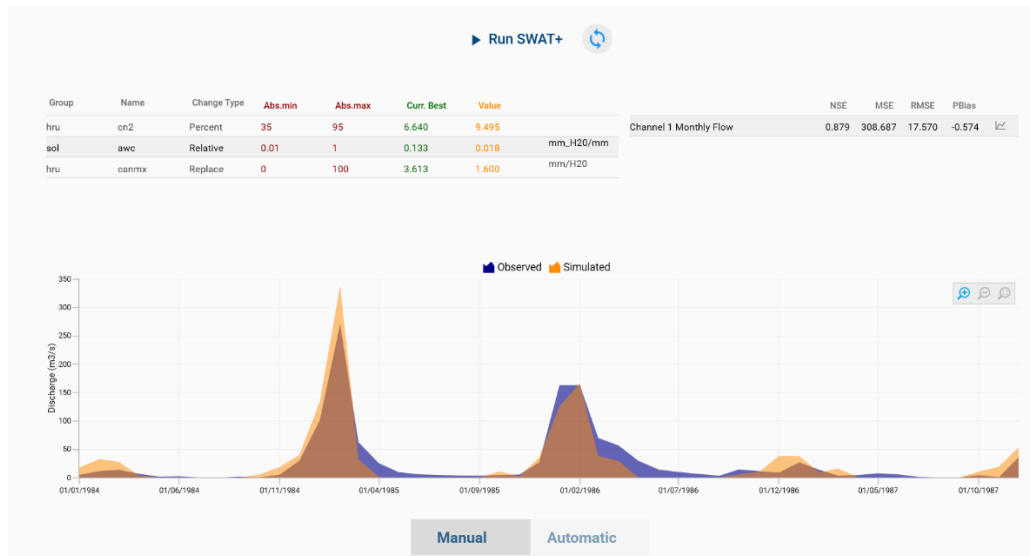 Run SWAT+
Group Name Change Type Abs.min Abs.max Curr. Best Value
hru cn2 Percent 35 95 6.640 9.495
sol awc Relative 0.01 1 0.133 0.018 mm_H20/mm
hru canmx Replace 0 100 3.613 1.600 mm/H20
NSE MSE RMSE PBias
Channel 1 Monthly Flow 0.879 308.687 17.570 -0.574
Observed Simulated
Discharge (m3/s)
350
300
250
200
150
100
50
0
01/01/1984 01/06/1984 01/11/1984 01/04/1985 01/09/1985 01/02/1986 01/07/1986 01/12/1986 01/05/1987 01/10/1987
Manual Automatic